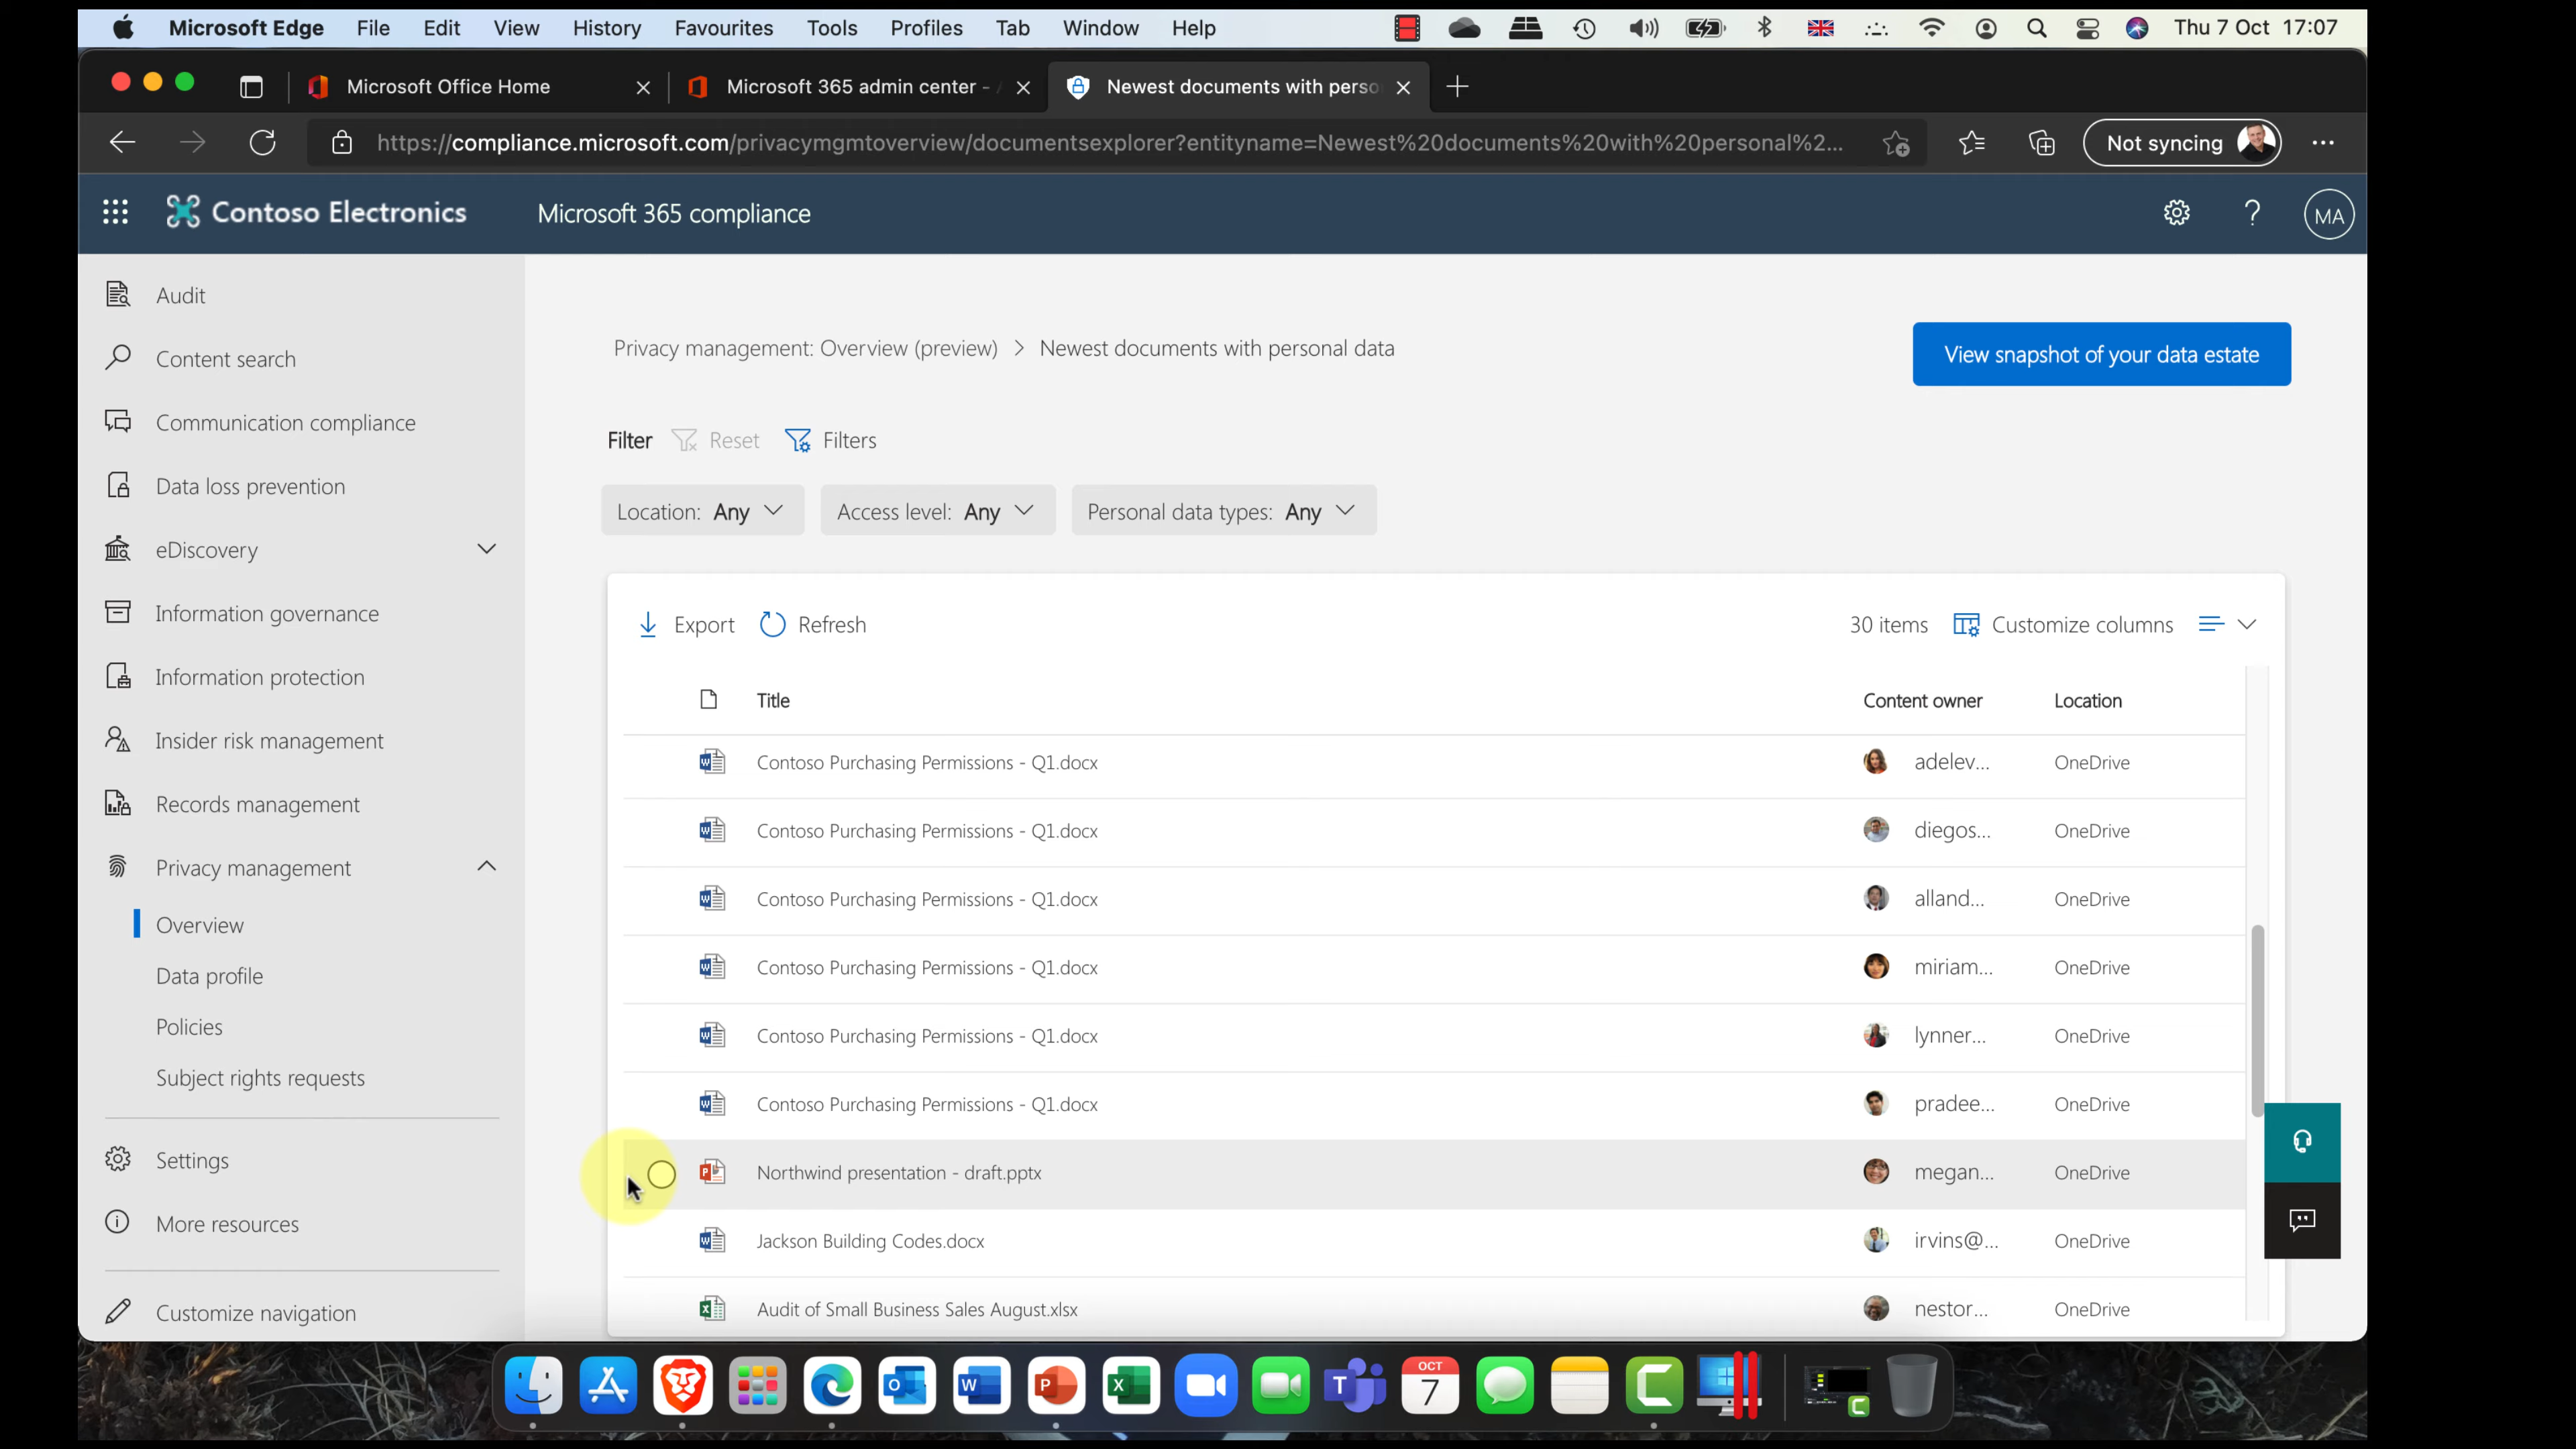 Microsoft Edge File Edit View History Favourites Tools Profiles Tab Window Help Thu 7 Oct 17:07
Microsoft Office Home Microsoft 365 admin center - Newest documents with perso
https://compliance.microsoft.com/privacymgmtoverview/documentsexplorer?entityname=Newest%20documents%20with%20personal%2... Not syncing
Contoso Electronics Microsoft 365 compliance ? MA
Audit
Content search
Communication compliance
Data loss prevention
eDiscovery
Information governance
Information protection
Insider risk management
Records management
Privacy management
Overview
Data profile
Policies
Subject rights requests
Settings
More resources
Customize navigation
Privacy management: Overview (preview) > Newest documents with personal data
View snapshot of your data estate
Filter Reset Filters
Location: Any Access level: Any Personal data types: Any
Export Refresh 30 items Customize columns
Title Content owner Location
Contoso Purchasing Permissions - Q1.docx adelev... OneDrive
Contoso Purchasing Permissions - Q1.docx diegos... OneDrive
Contoso Purchasing Permissions - Q1.docx alland... OneDrive
Contoso Purchasing Permissions - Q1.docx miriam... OneDrive
Contoso Purchasing Permissions - Q1.docx lynner... OneDrive
Contoso Purchasing Permissions - Q1.docx pradee... OneDrive
Northwind presentation - draft.pptx megan... OneDrive
Jackson Building Codes.docx irvins@... OneDrive
Audit of Small Business Sales August.xlsx nestor... OneDrive
OCT
7